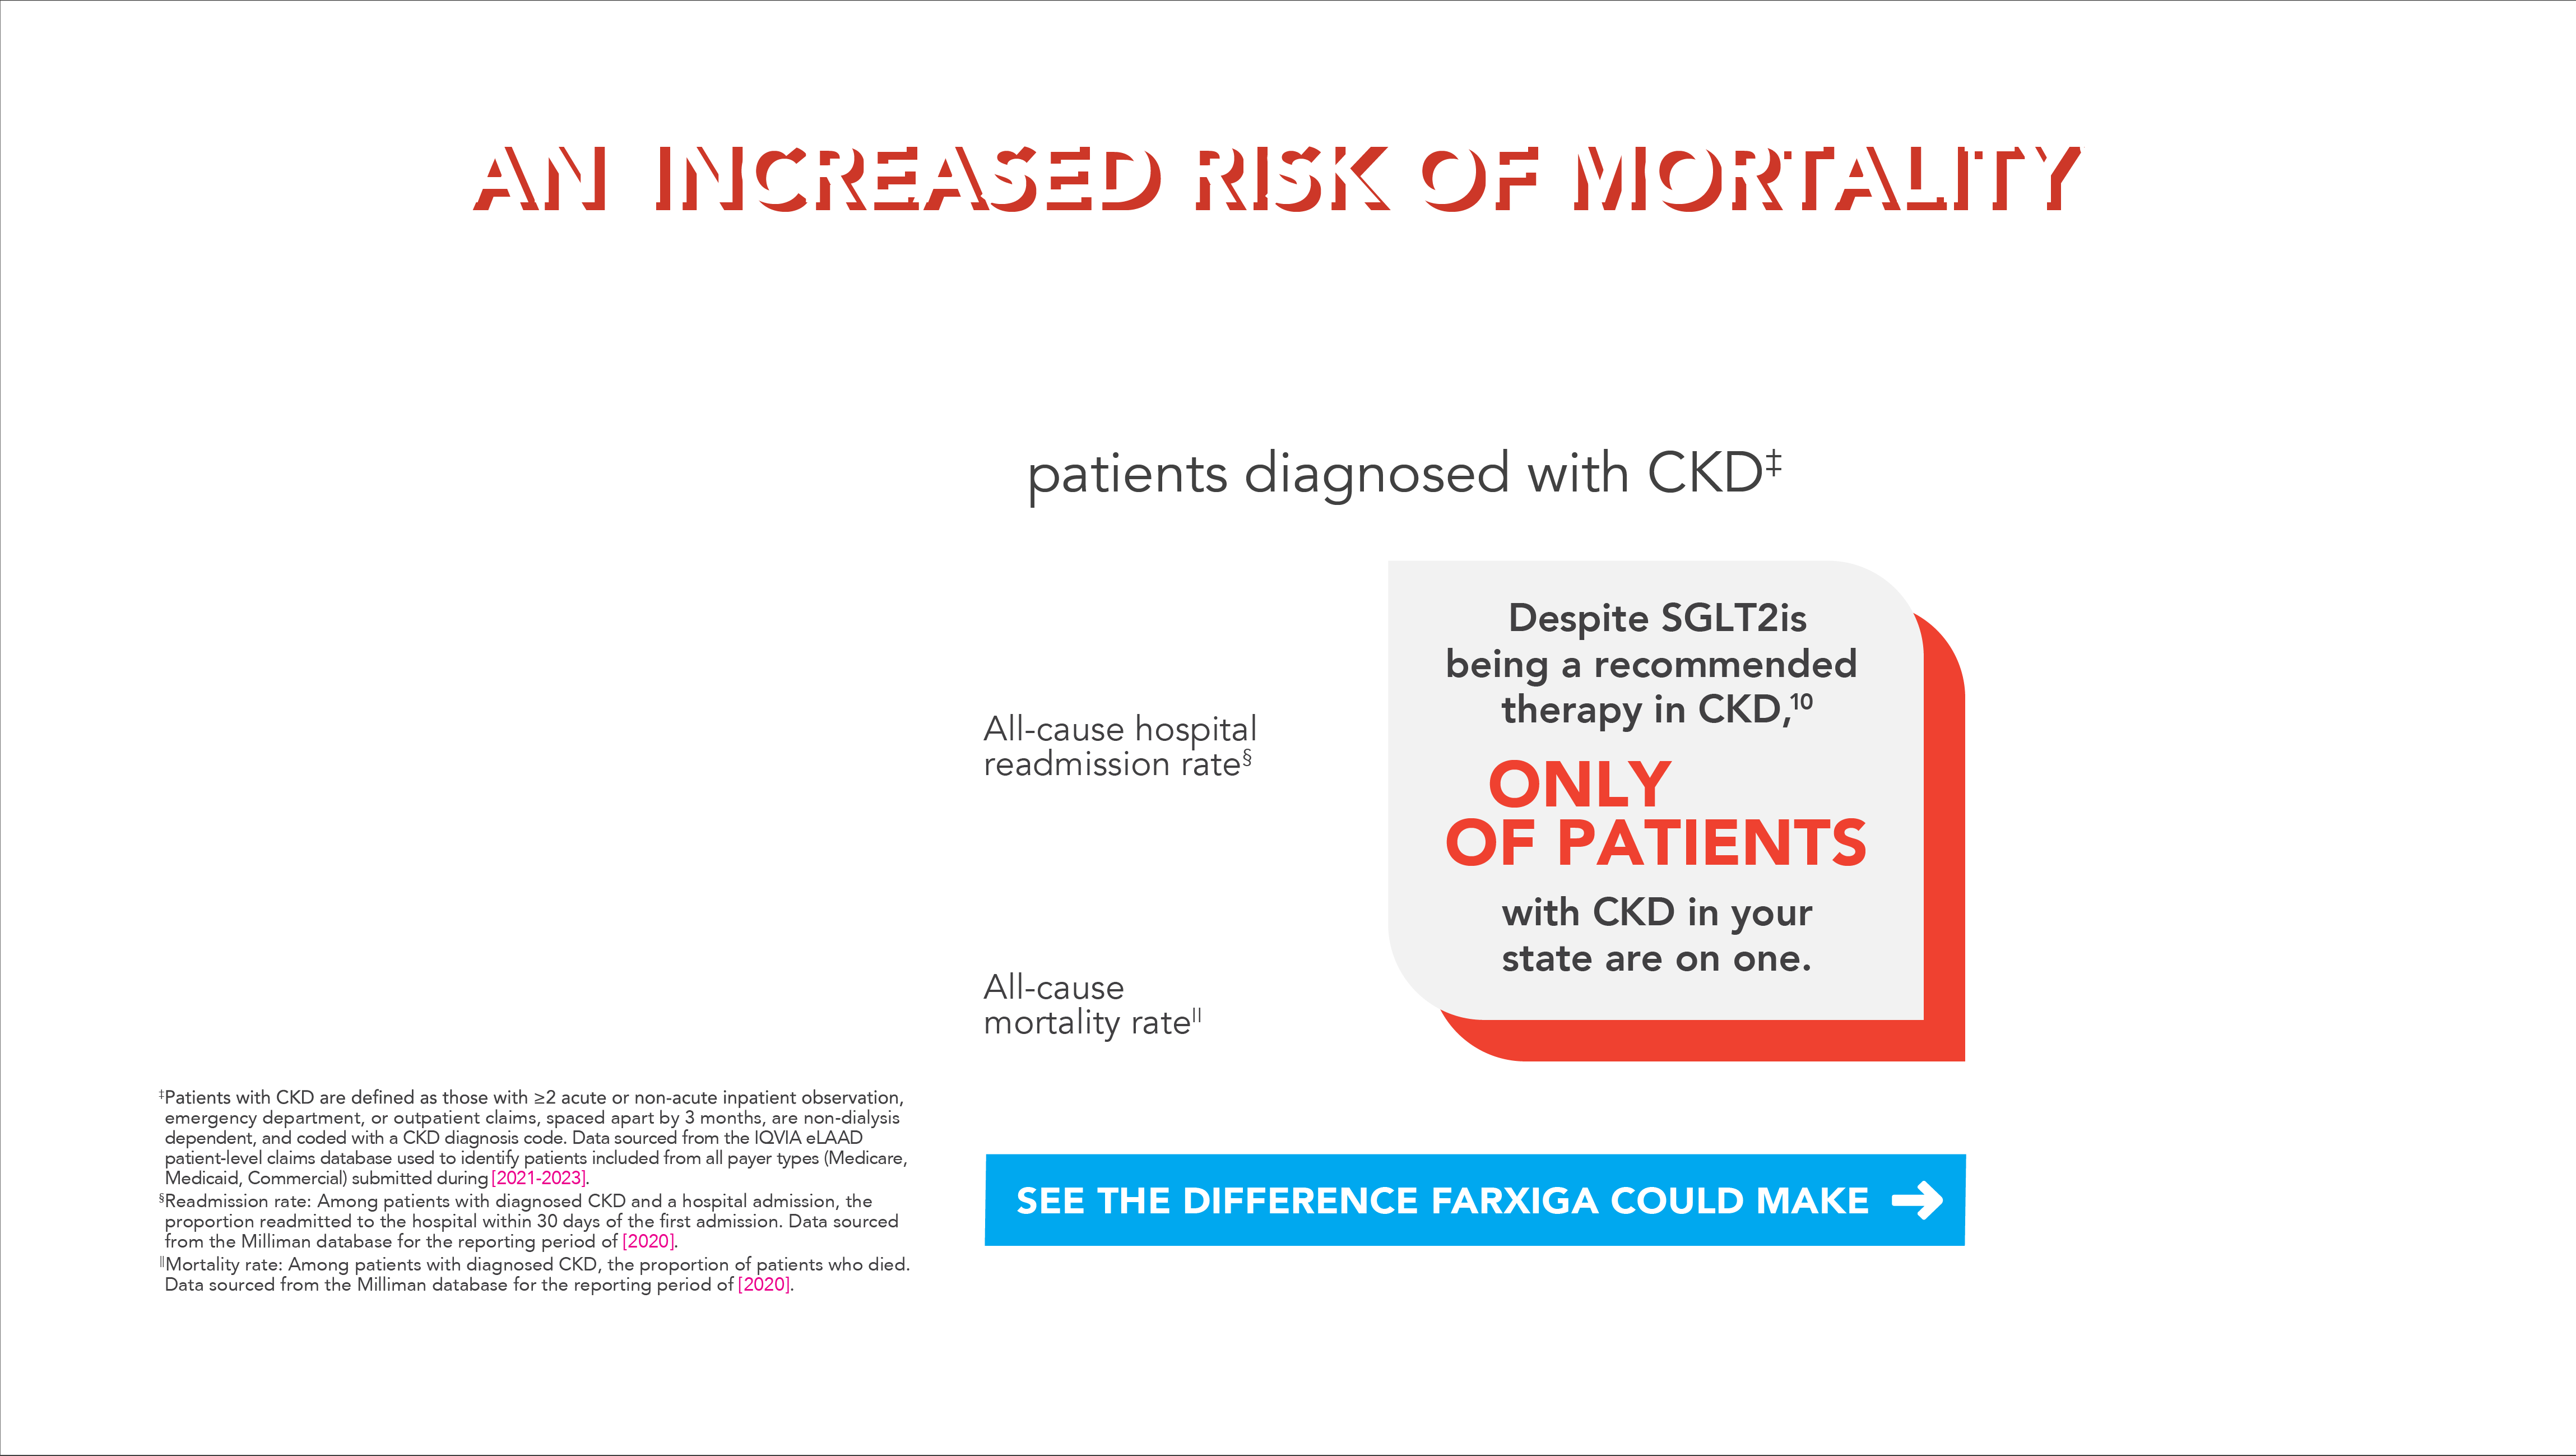 AN INCREASED RISK OF MORTALITY
patients diagnosed with CKD‡
Despite SGLT2is
being a recommended
therapy in CKD,10
ONLY
OF PATIENTS
with CKD in your
state are on one.
All-cause hospital
readmission rate§
All-cause
mortality rate||
‡Patients with CKD are defined as those with ≥2 acute or non-acute inpatient observation,
emergency department, or outpatient claims, spaced apart by 3 months, are non-dialysis
dependent, and coded with a CKD diagnosis code. Data sourced from the IQVIA eLAAD
patient-level claims database used to identify patients included from all payer types (Medicare,
Medicaid, Commercial) submitted during [2021-2023].
§Readmission rate: Among patients with diagnosed CKD and a hospital admission, the
proportion readmitted to the hospital within 30 days of the first admission. Data sourced
from the Milliman database for the reporting period of [2020].
||Mortality rate: Among patients with diagnosed CKD, the proportion of patients who died.
Data sourced from the Milliman database for the reporting period of [2020].
SEE THE DIFFERENCE FARXIGA COULD MAKE →